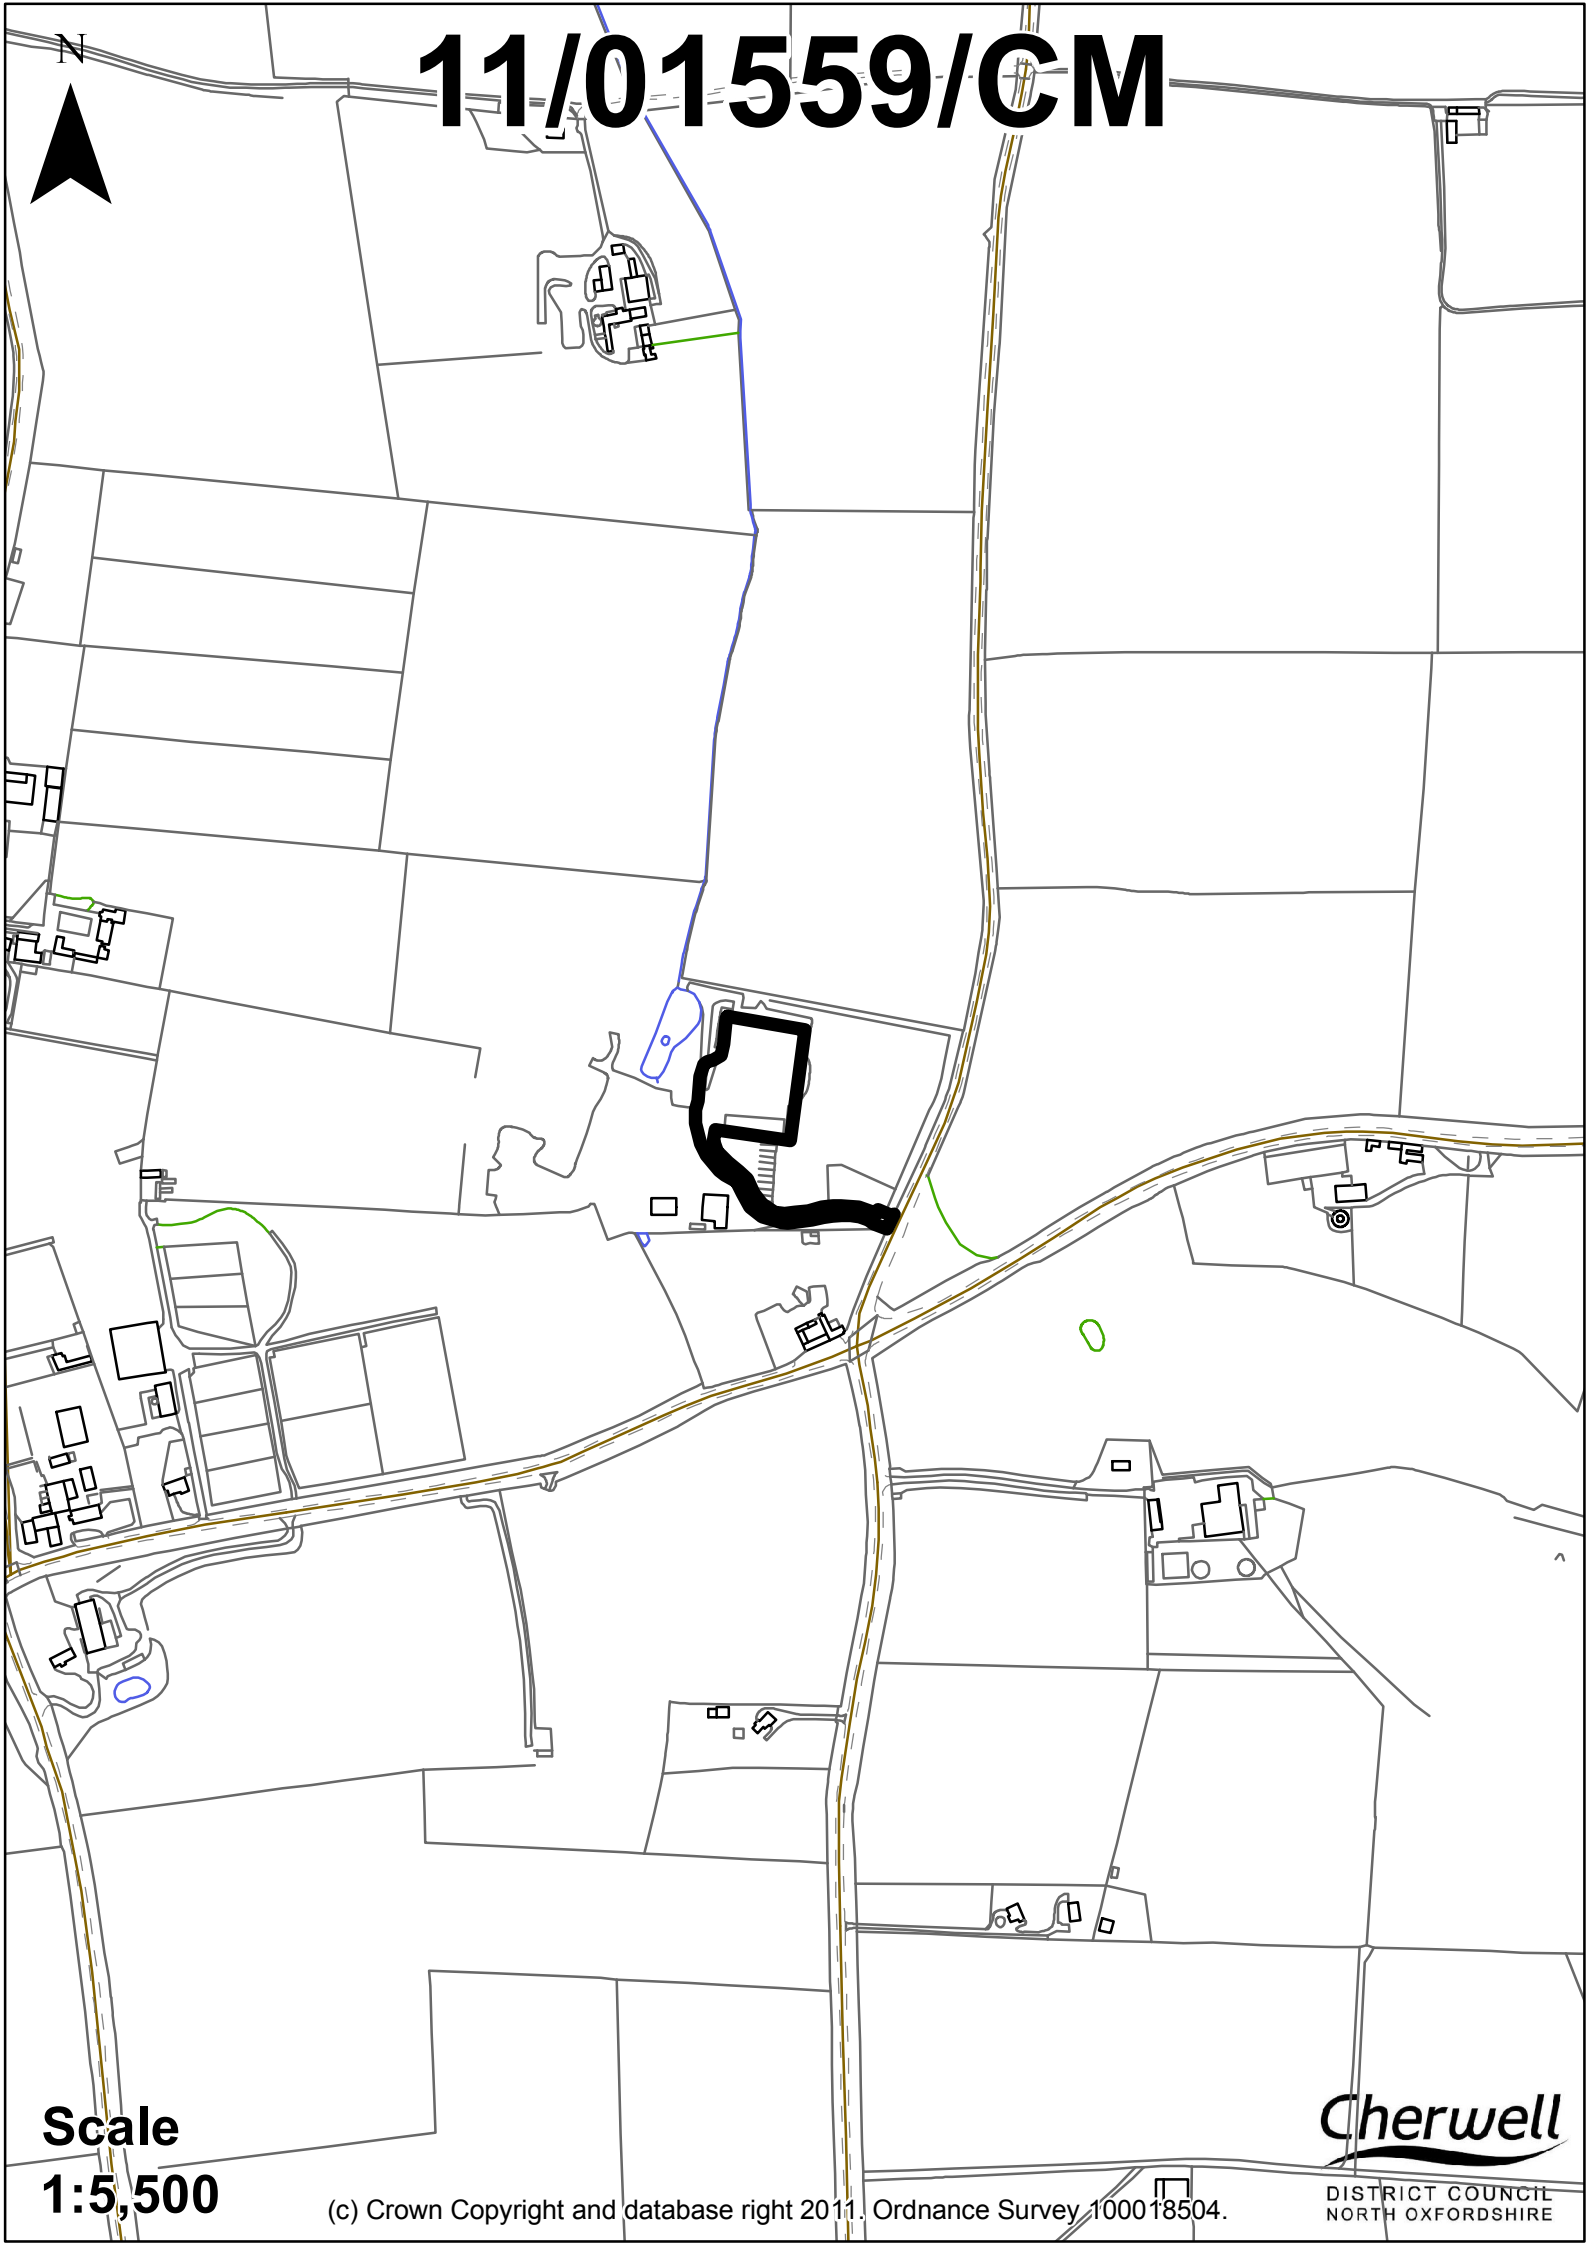 N
11/01559/CM
Scale
1:5,500
(c) Crown Copyright and database right 2011. Ordnance Survey 100018504.
Cherwell
DISTRICT COUNCIL
NORTH OXFORDSHIRE